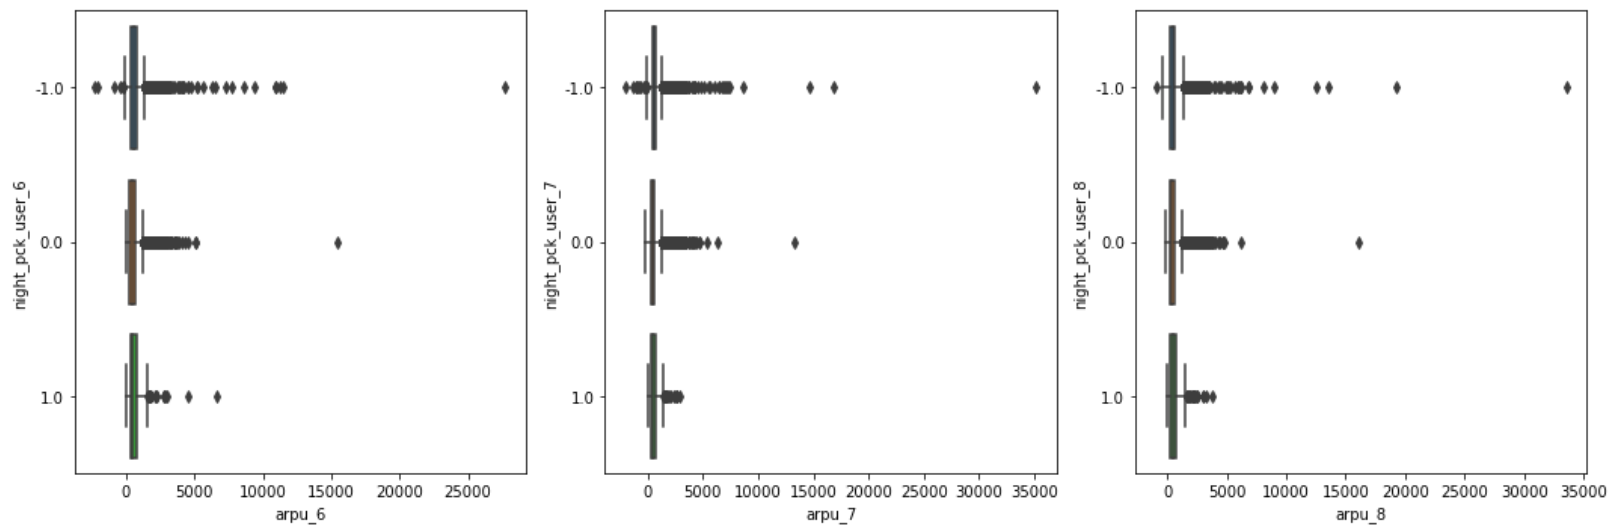 night_pck_user_6
-1.0
0.0
1.0
0 5000 10000 15000 20000 25000
arpu_6
night_pck_user_7
-1.0
0.0
1.0
0 5000 10000 15000 20000 25000 30000 35000
arpu_7
night_pck_user_8
-1.0
0.0
1.0
0 5000 10000 15000 20000 25000 30000 35000
arpu_8